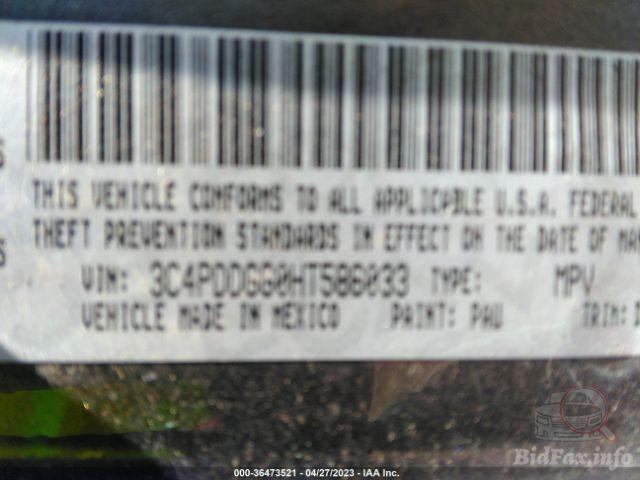 THIS VEHICLE CONFORMS TO ALL APPLICABLE U.S.A. FEDERAL
THEFT PREVENTION STANDARDS IN EFFECT ON THE DATE OF MAN
VIN: 3C4PDDGG0HT586033 TYPE: MPV
VEHICLE MADE IN MEXICO PAINT: PAU TRIM:
BidFax.info
000-36473521 - 04/27/2023 - IAA Inc.